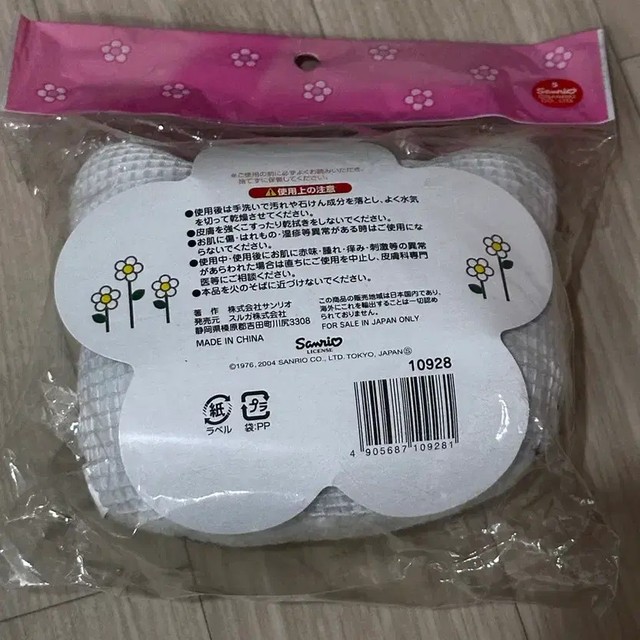 Sanrio
※ご使用の前に必ずよくお読みいただき、
捨てずに保管してください。
使用上の注意
●使用後は手洗いで汚れや石けん成分を落とし、よく水気
を切って乾燥させてください。
●皮膚を強くこすったり乾拭きをしないでください。
●お肌に傷・はれもの・湿疹等異常がある時はご使用にな
らないでください。
●使用中・使用後にお肌に赤味・腫れ・痒み・刺激等の異常
があらわれた場合は直ちにご使用を中止し、皮膚科専門
医等にご相談ください。
●本品を火のそばに近づけないでください。
著作 株式会社サンリオ
発売元 スルガ株式会社
静岡県榛原郡吉田町川尻3308
MADE IN CHINA
この商品の販売地域は日本国内であり、
海外にこれを輸出することは一切認め
られておりません。
FOR SALE IN JAPAN ONLY
Sanrio
LICENSE
©1976, 2004 SANRIO CO., LTD. TOKYO, JAPAN Ⓢ
10928
紙
ラベル
プラ
袋:PP
4 905687 109281